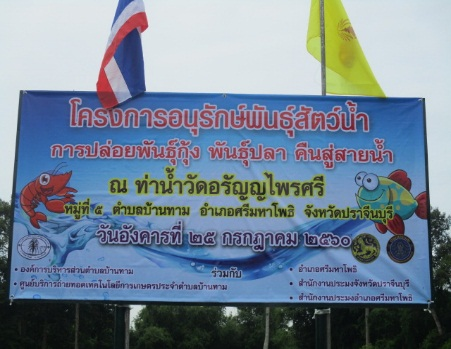 โครงการอนุรักษ์พันธุ์สัตว์น้ำ
การปล่อยพันธุ์กุ้ง พันธุ์ปลา คืนสู่สายน้ำ
ณ ท่าน้ำวัดอรัญญไพรศรี
หมู่ที่ ๕ ตำบลบ้านทาม อำเภอศรีมหาโพธิ จังหวัดปราจีนบุรี
วันอังคารที่ ๒๕ กรกฎาคม ๒๕๖๐
• องค์การบริหารส่วนตำบลบ้านทาม ร่วมกับ • อำเภอศรีมหาโพธิ
• ศูนย์บริการถ่ายทอดเทคโนโลยีการเกษตรประจำตำบลบ้านทาม • สำนักงานประมงจังหวัดปราจีนบุรี
• สำนักงานประมงอำเภอศรีมหาโพธิ